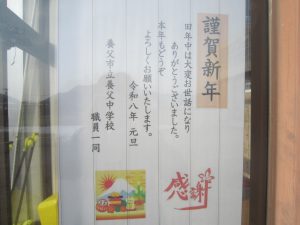 謹賀新年
旧年中は大変お世話になり
ありがとうございました。
本年もどうぞ
よろしくお願いいたします。
令和八年 元旦
養父市立養父中学校
職員一同
感謝